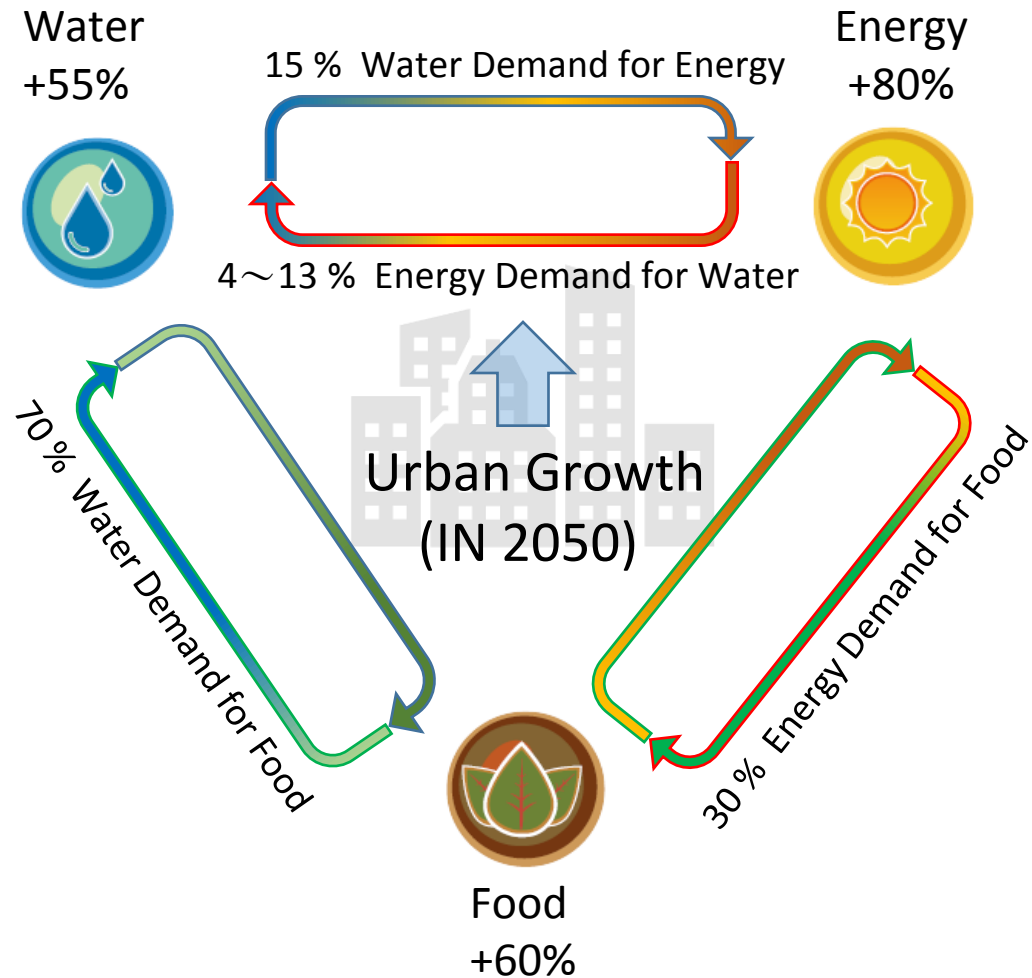 Water
+55%
Energy
+80%
15 %  Water Demand for Energy
4～13 %  Energy Demand for Water
70 %  Water Demand for Food
Urban Growth
(IN 2050)
30 %  Energy Demand for Food
Food
+60%